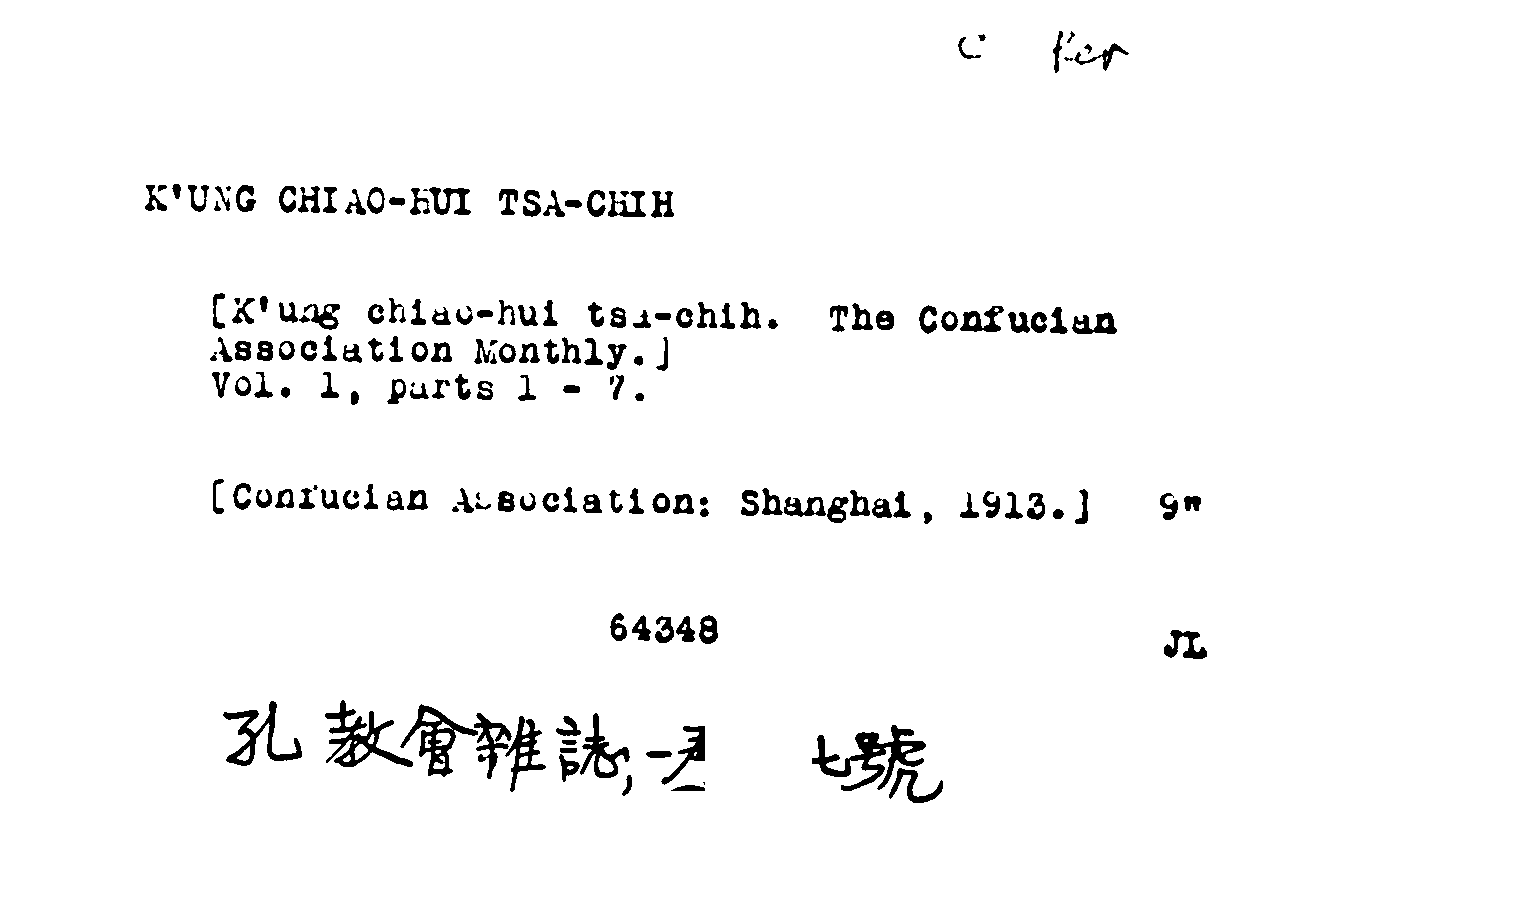 C Per
K'UNG CHIAO-HUI TSA-CHIH
[K'ung chiao-hui tsa-chih. The Confucian
Association Monthly.]
Vol. 1, parts 1 - 7.
[Confucian Association: Shanghai, 1913.] 9"
64348
JL
孔教會雜誌, 一 七號